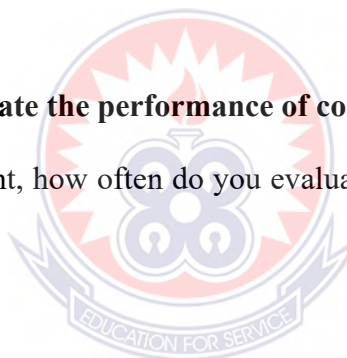 ate the performance of co
nt, how often do you evalua
EDUCATION FOR SERVICE